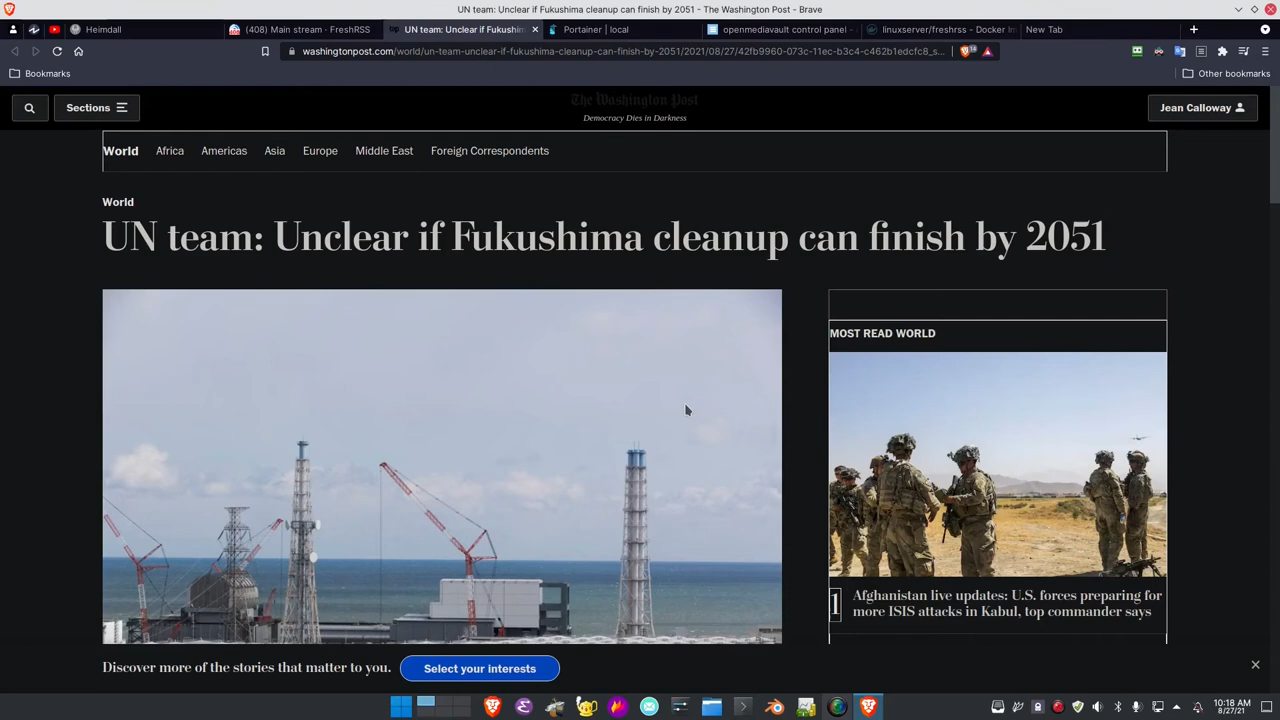 UN team: Unclear if Fukushima cleanup can finish by 2051 - The Washington Post - Brave
Heimdall
(408) Main stream - FreshRSS
UN team: Unclear if Fukushim
Portainer | local
openmediavault control panel -
linuxserver/freshrss - Docker Im
New Tab
washingtonpost.com/world/un-team-unclear-if-fukushima-cleanup-can-finish-by-2051/2021/08/27/42fb9960-073c-11ec-b3c4-c462b1edcfc8_s...
14
Bookmarks
Other bookmarks
Sections
The Washington Post
Democracy Dies in Darkness
Jean Calloway
World Africa Americas Asia Europe Middle East Foreign Correspondents
World
UN team: Unclear if Fukushima cleanup can finish by 2051
MOST READ WORLD
1
Afghanistan live updates: U.S. forces preparing for
more ISIS attacks in Kabul, top commander says
Discover more of the stories that matter to you.
Select your interests
10:18 AM
8/27/21